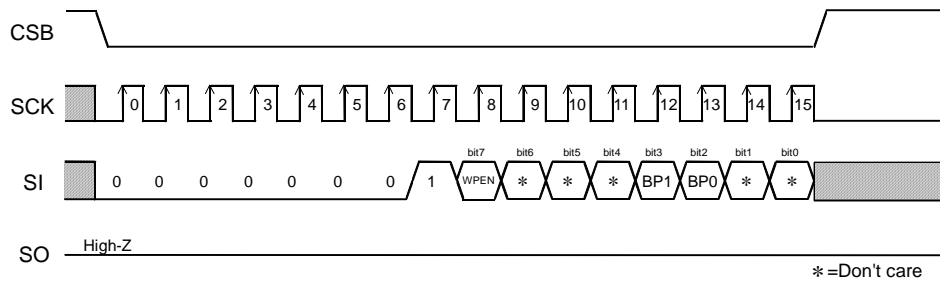 CSB
SCK
0 1 2 3 4 5 6 7 8 9 10 11 12 13 14 15
bit7 bit6 bit5 bit4 bit3 bit2 bit1 bit0
SI
0 0 0 0 0 0 0 1 WPEN * * * BP1 BP0 * *
High-Z
SO
*=Don't care